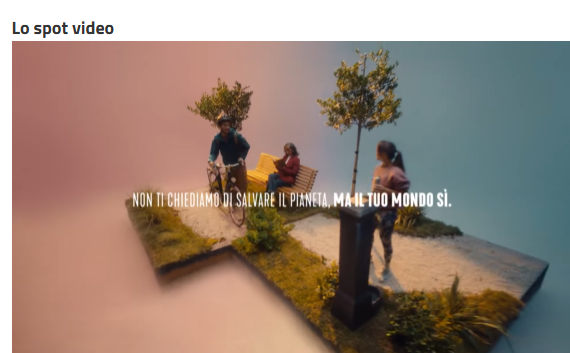 Lo spot video
NON TI CHIEDIAMO DI SALVARE IL PIANETA, MA IL TUO MONDO SÌ.